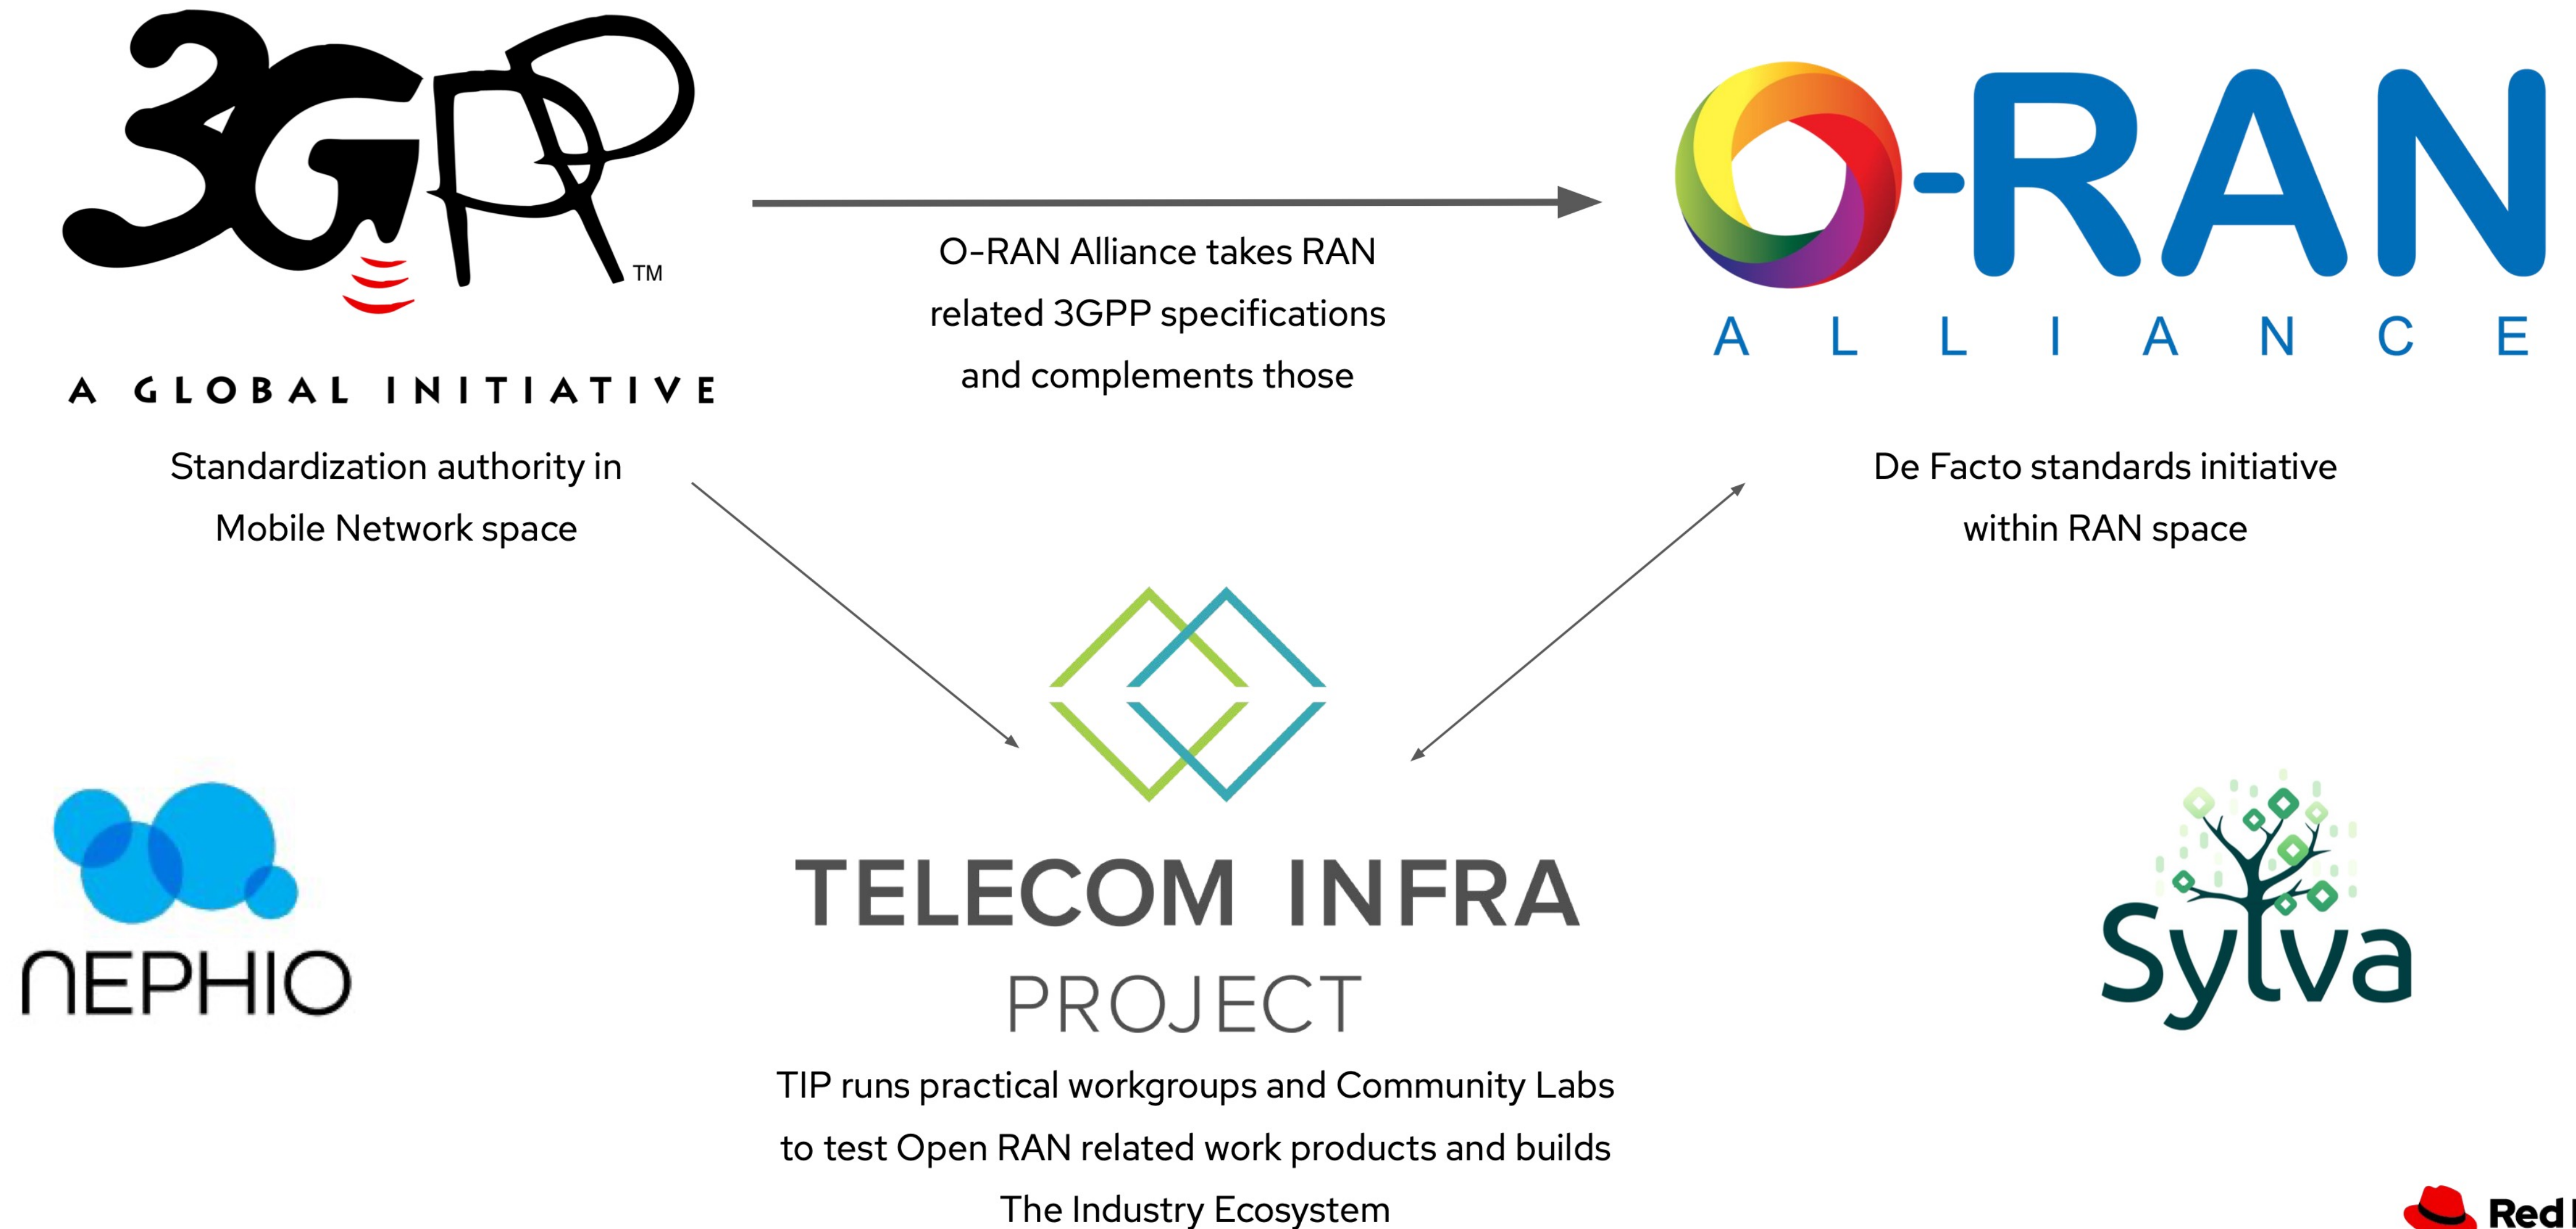 3GPP
TM
A GLOBAL INITIATIVE
Standardization authority in
Mobile Network space
O-RAN Alliance takes RAN
related 3GPP specifications
and complements those
O-RAN
ALLIANCE
De Facto standards initiative
within RAN space
NEPHIO
TELECOM INFRA
PROJECT
TIP runs practical workgroups and Community Labs
to test Open RAN related work products and builds
The Industry Ecosystem
Sylva
Red